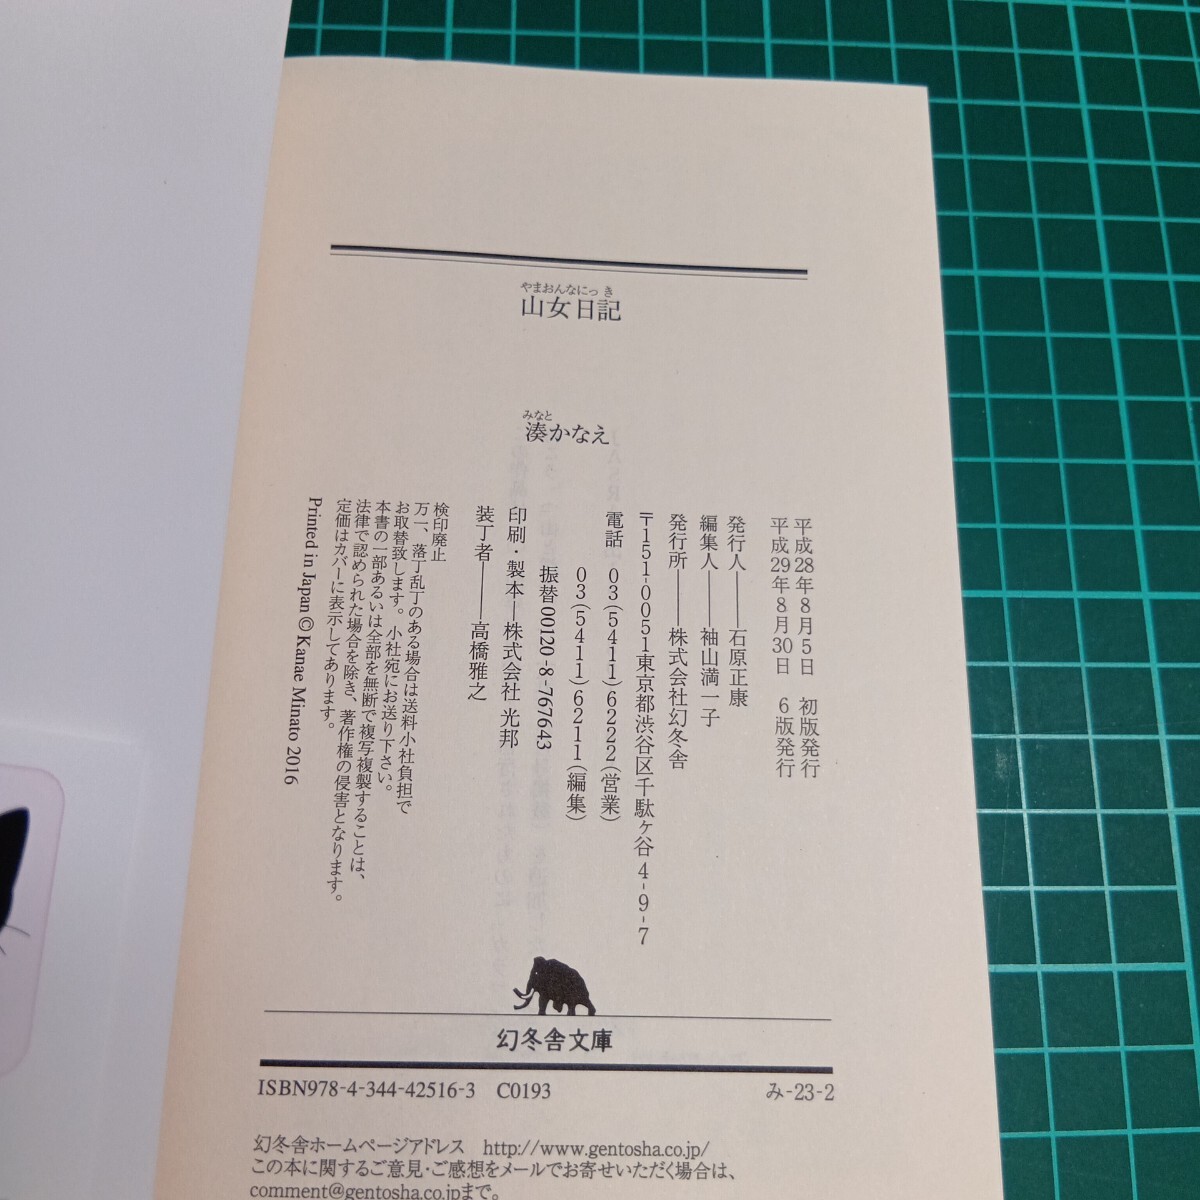 やまおんなにっき
山女日記
みなと
湊かなえ
平成28年8月5日 初版発行
平成29年8月30日 6版発行
発行人――石原正康
編集人――袖山満一子
発行所――株式会社幻冬舎
〒151-0051東京都渋谷区千駄ヶ谷4-9-7
電話 03(5411)6222(営業)
03(5411)6211(編集)
振替00120-8-767643
印刷・製本―株式会社 光邦
装丁者――高橋雅之
検印廃止
万一、落丁乱丁のある場合は送料小社負担で
お取替致します。小社宛にお送り下さい。
本書の一部あるいは全部を無断で複写複製することは、
法律で認められた場合を除き、著作権の侵害となります。
定価はカバーに表示してあります。
Printed in Japan © Kanae Minato 2016
幻冬舎文庫
ISBN978-4-344-42516-3 C0193 み-23-2
幻冬舎ホームページアドレス http://www.gentosha.co.jp/
この本に関するご意見・ご感想をメールでお寄せいただく場合は、
comment@gentosha.co.jpまで。